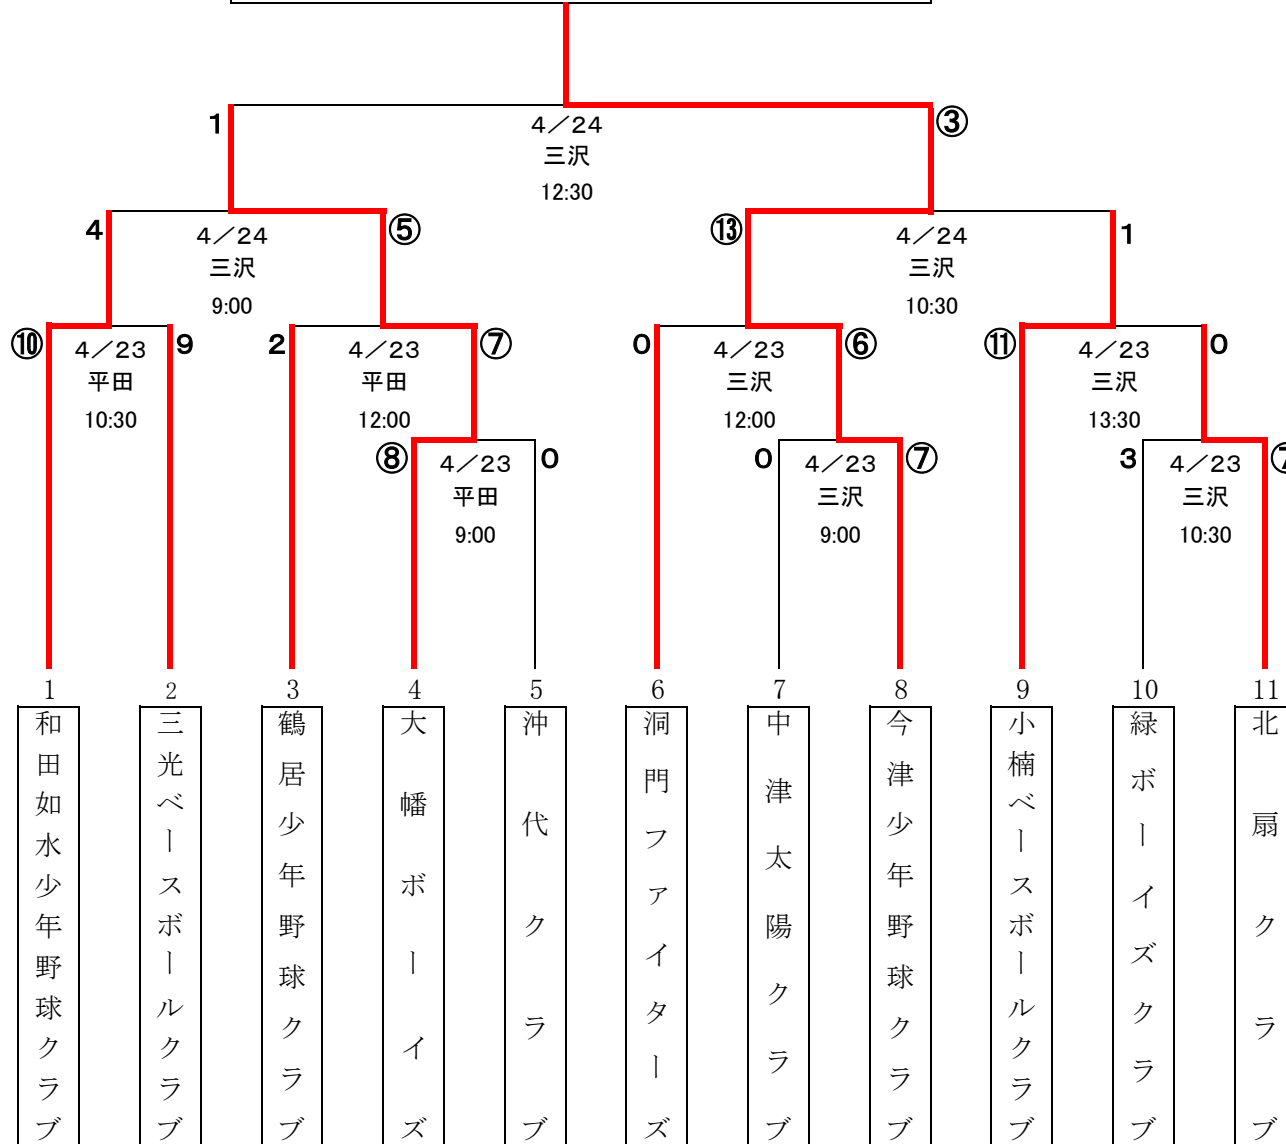 1
③
4／24
三沢
12:30
4
⑤
⑬
1
4／24
三沢
9:00
4／24
三沢
10:30
⑩
9
2
⑦
0
⑥
⑪
0
4／23
平田
10:30
4／23
平田
12:00
4／23
三沢
12:00
4／23
三沢
13:30
⑧
0
0
⑦
3
⑦
4／23
平田
9:00
4／23
三沢
9:00
4／23
三沢
10:30
1
2
3
4
5
6
7
8
9
10
11
和田如水少年野球クラブ
三光ベースボールクラブ
鶴居少年野球クラブ
大幡ボーイズ
沖代クラブ
洞門ファイターズ
中津太陽クラブ
今津少年野球クラブ
小楠ベースボールクラブ
緑ボーイズクラブ
北扇クラブ